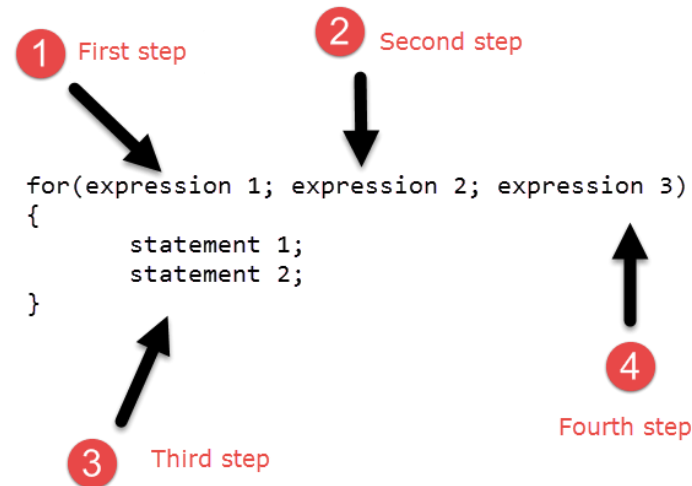 1 First step
2 Second step
for(expression 1; expression 2; expression 3)
{
statement 1;
statement 2;
}
4
Fourth step
3 Third step